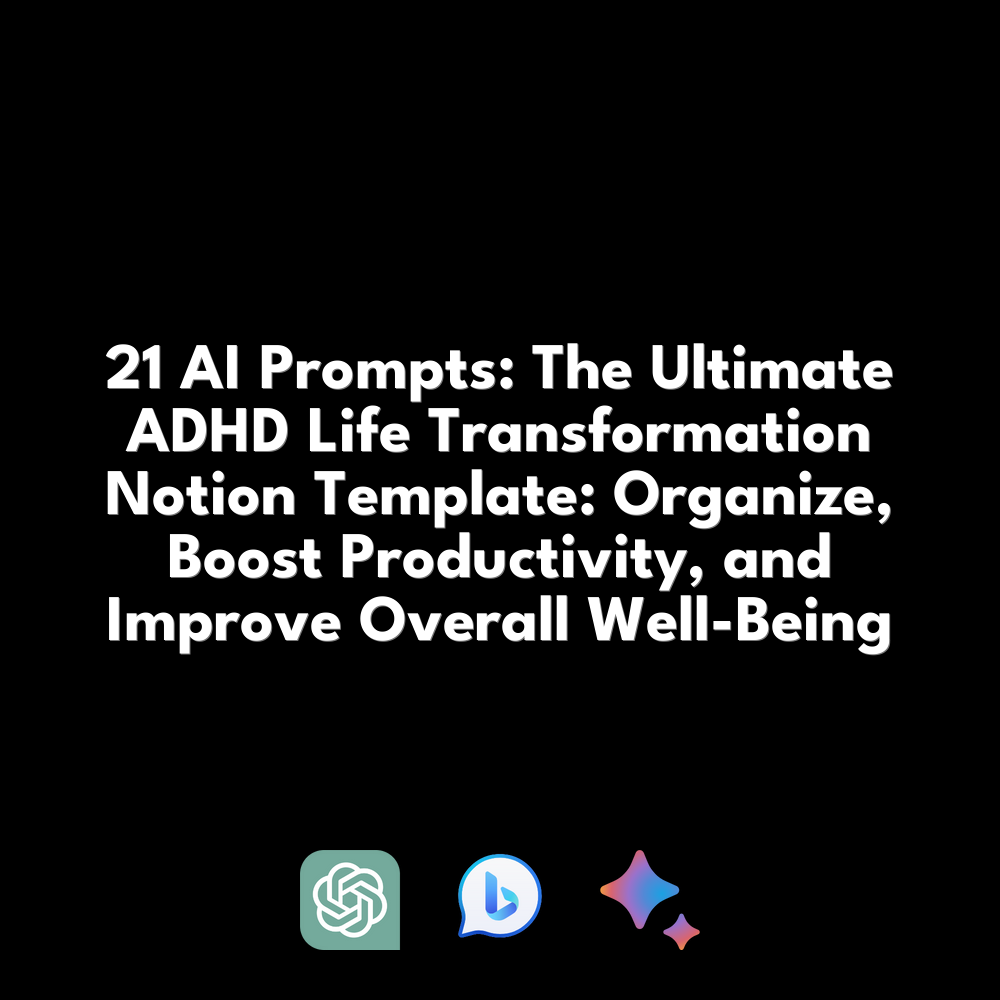 21 AI Prompts: The Ultimate
ADHD Life Transformation
Notion Template: Organize,
Boost Productivity, and
Improve Overall Well-Being